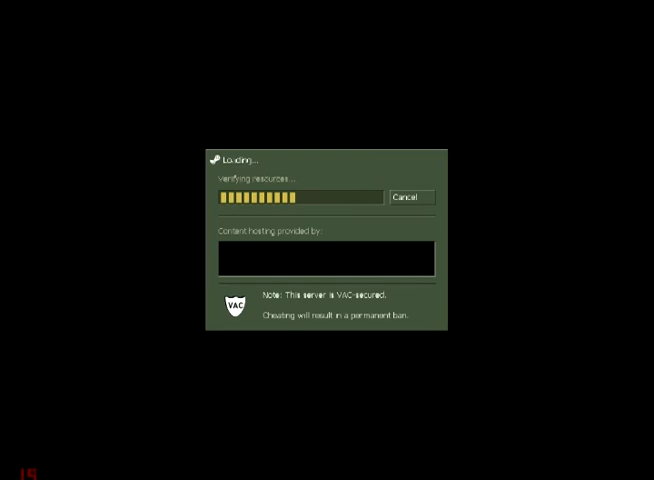 Loading...
Verifying resources...
Cancel
Content hosting provided by:
VAC
Note: This server is VAC-secured.
Cheating will result in a permanent ban.